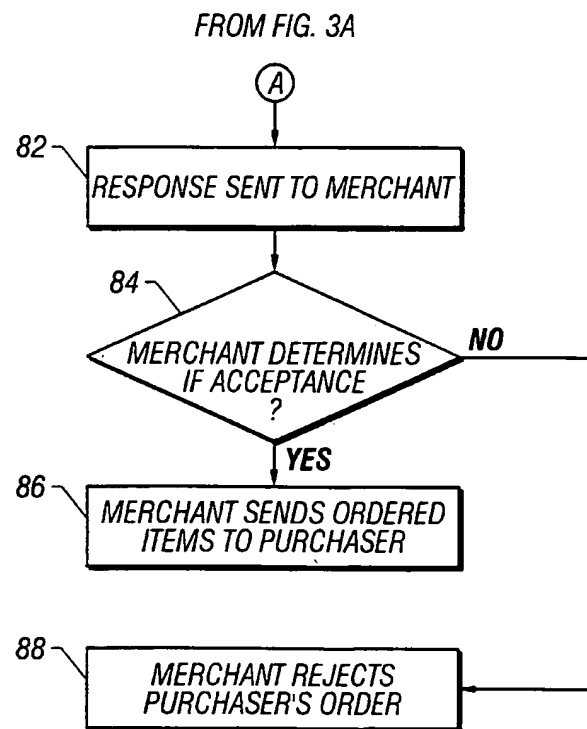 FROM FIG. 3A
A
82
RESPONSE SENT TO MERCHANT
84
MERCHANT DETERMINES
IF ACCEPTANCE
?
NO
YES
86
MERCHANT SENDS ORDERED
ITEMS TO PURCHASER
88
MERCHANT REJECTS
PURCHASER'S ORDER